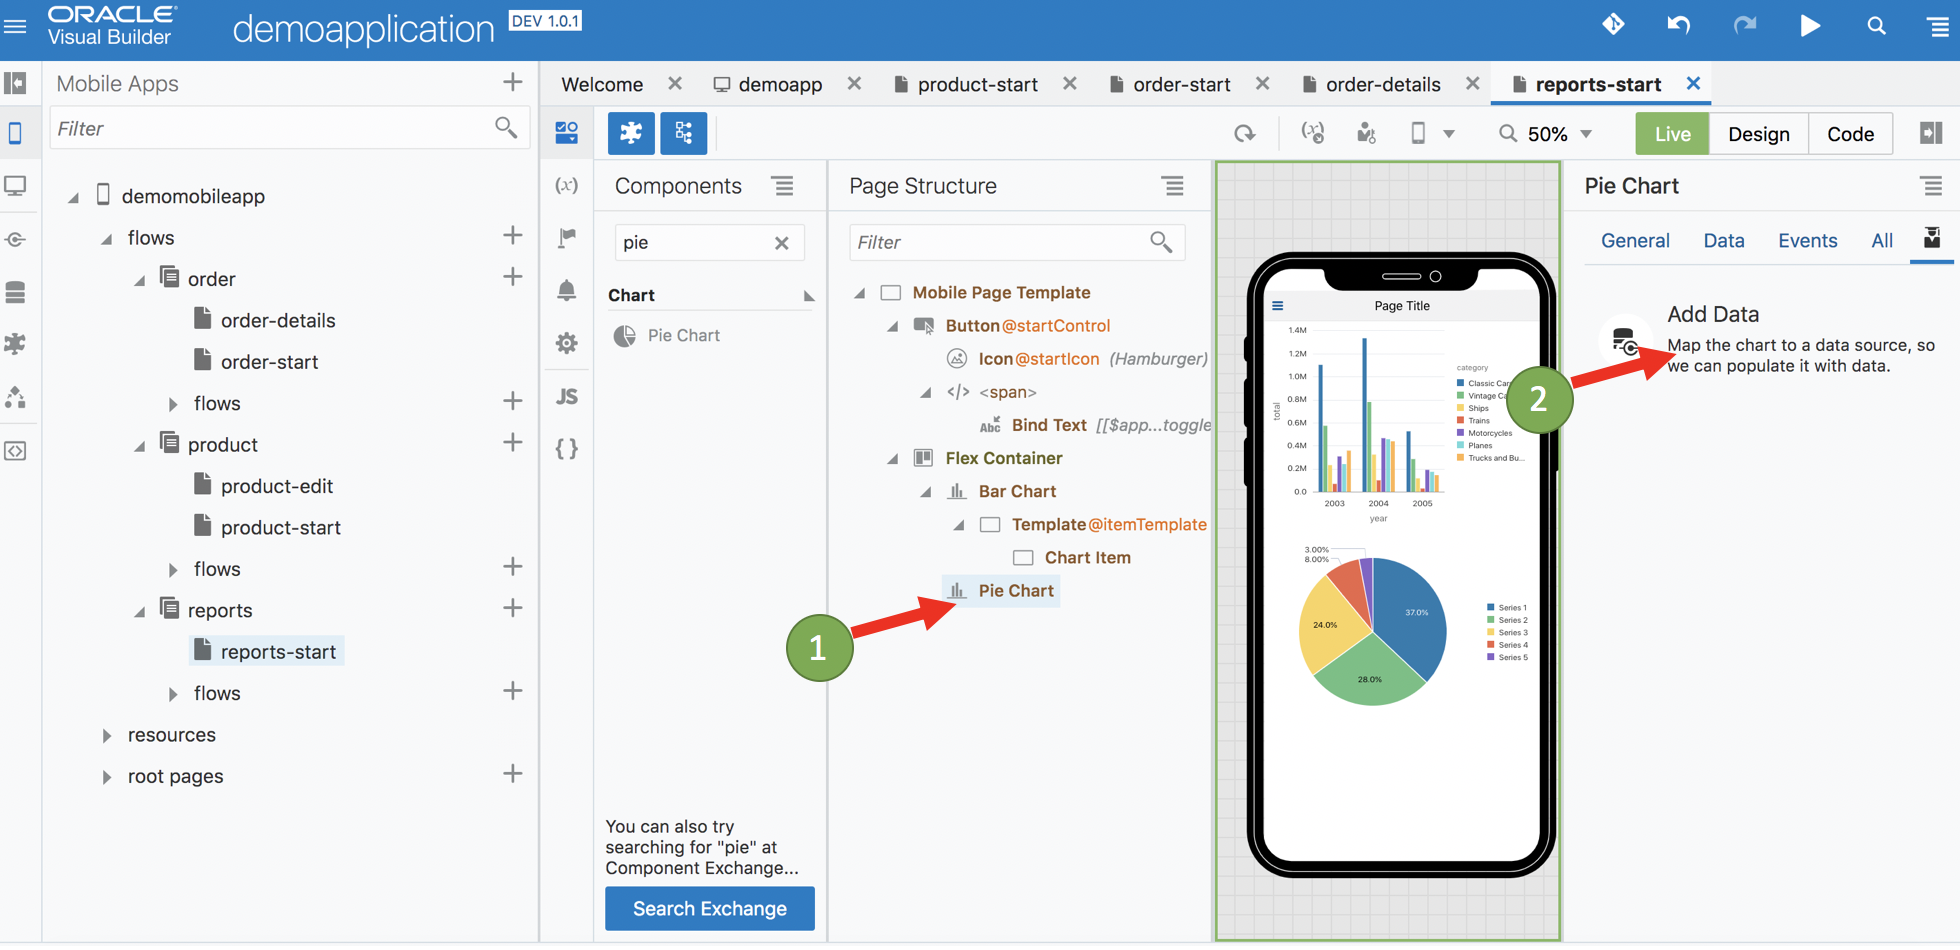 ORACLE
Visual Builder
demoapplication
DEV 1.0.1
Mobile Apps
Filter
demomobileapp
flows
order
order-details
order-start
flows
product
product-edit
product-start
flows
reports
reports-start
flows
resources
root pages
Welcome
demoapp
product-start
order-start
order-details
reports-start
50%
Live
Design
Code
(x)
JS
{ }
Components
pie
Chart
Pie Chart
You can also try
searching for "pie" at
Component Exchange...
Search Exchange
Page Structure
Filter
Mobile Page Template
Button@startControl
Icon@startIcon (Hamburger)
</> <span>
Abc Bind Text [[$app...toggle
Flex Container
Bar Chart
Template@itemTemplate
Chart Item
Pie Chart
1
Page Title
1.4M
1.2M
1.0M
0.8M
0.6M
0.4M
0.2M
0.0
total
2003 2004 2005
year
category
Classic Car
Vintage Ca
Ships
Trains
Motorcycles
Planes
Trucks and Bu...
3.00%
8.00%
37.0%
24.0%
28.0%
Series 1
Series 2
Series 3
Series 4
Series 5
2
Pie Chart
General
Data
Events
All
Add Data
Map the chart to a data source, so
we can populate it with data.